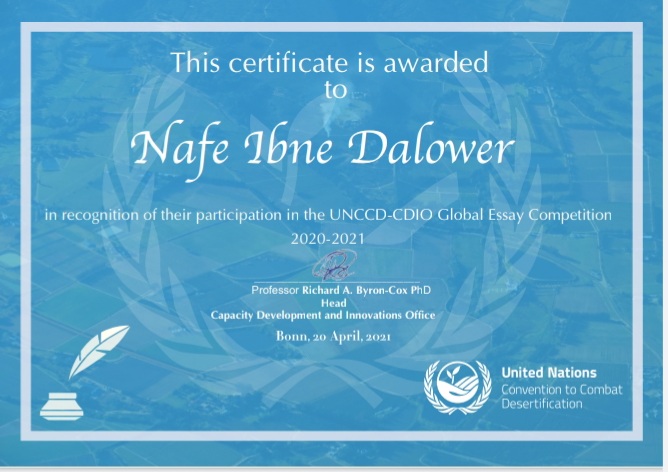 This certificate is awarded
to
Nafe Ibne Dalower
in recognition of their participation in the UNCCD-CDIO Global Essay Competition
2020-2021
Professor Richard A. Byron-Cox PhD
Head
Capacity Development and Innovations Office
Bonn, 20 April, 2021
United Nations
Convention to Combat
Desertification